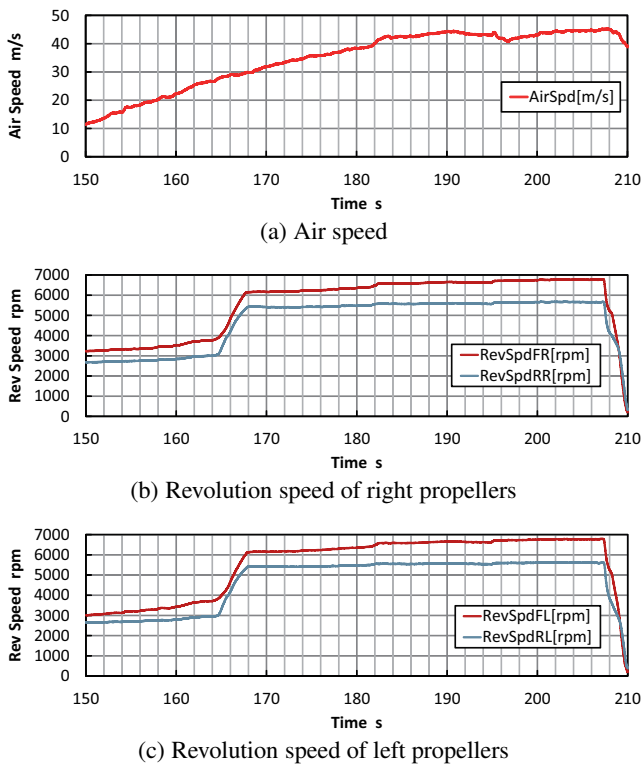 50
40
30
20
10
0
Air Speed m/s
AirSpd[m/s]
150 160 170 180 190 200 210
Time s
(a) Air speed
7000
6000
5000
4000
3000
2000
1000
0
Rev Speed rpm
RevSpdFR[rpm]
RevSpdRR[rpm]
150 160 170 180 190 200 210
Time s
(b) Revolution speed of right propellers
7000
6000
5000
4000
3000
2000
1000
0
Rev Speed rpm
RevSpdFL[rpm]
RevSpdRL[rpm]
150 160 170 180 190 200 210
Time s
(c) Revolution speed of left propellers